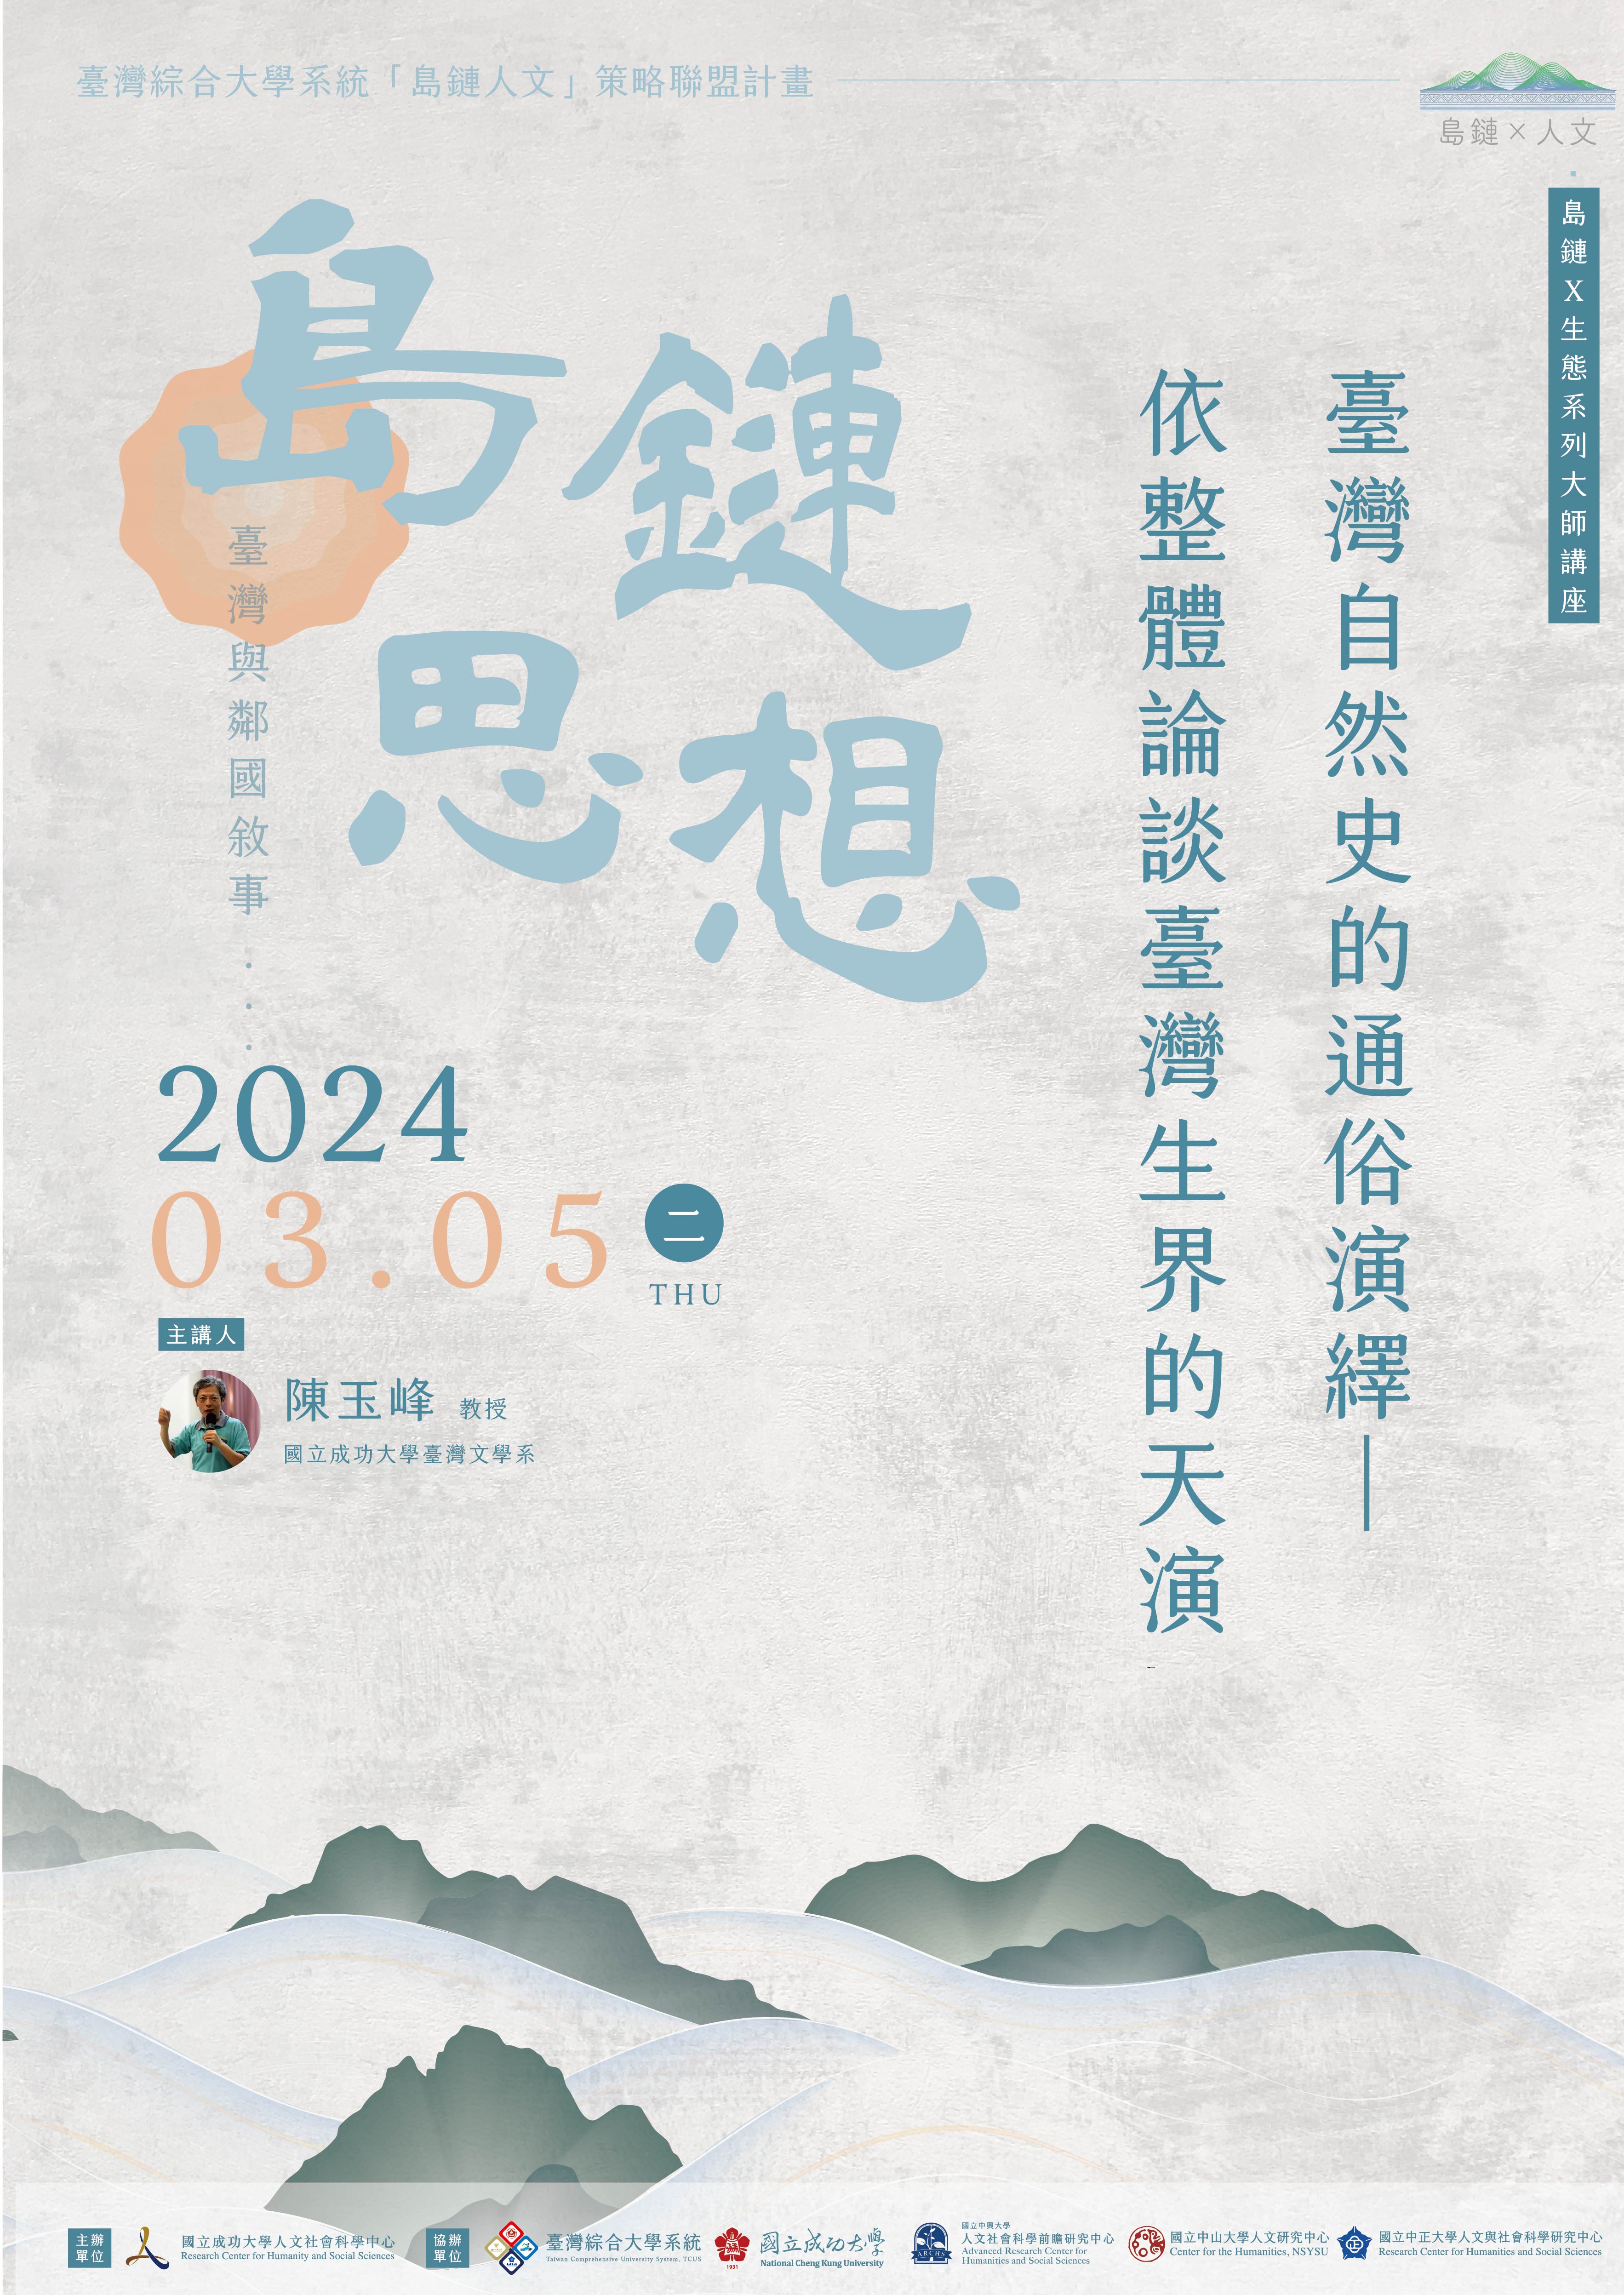 臺灣綜合大學系統「島鏈人文」策略聯盟計畫
島鏈×人文
島鏈X生態系列大師講座
臺灣自然史的通俗演繹—
依整體論談臺灣生界的天演
島鏈
思想
臺灣與鄰國敘事...
2024
03.05
二
THU
主講人
陳玉峰 教授
國立成功大學臺灣文學系
主辦
單位
國立成功大學人文社會科學中心
Research Center for Humanity and Social Sciences
協辦
單位
臺灣綜合大學系統
Taiwan Comprehensive University System, TCUS
1931
國立成功大學
National Cheng Kung University
ARCHS
國立中興大學
人文社會科學前瞻研究中心
Advanced Research Center for
Humanities and Social Sciences
國立中山大學人文研究中心
Center for the Humanities, NSYSU
國立中正大學人文與社會科學研究中心
Research Center for Humanities and Social Sciences